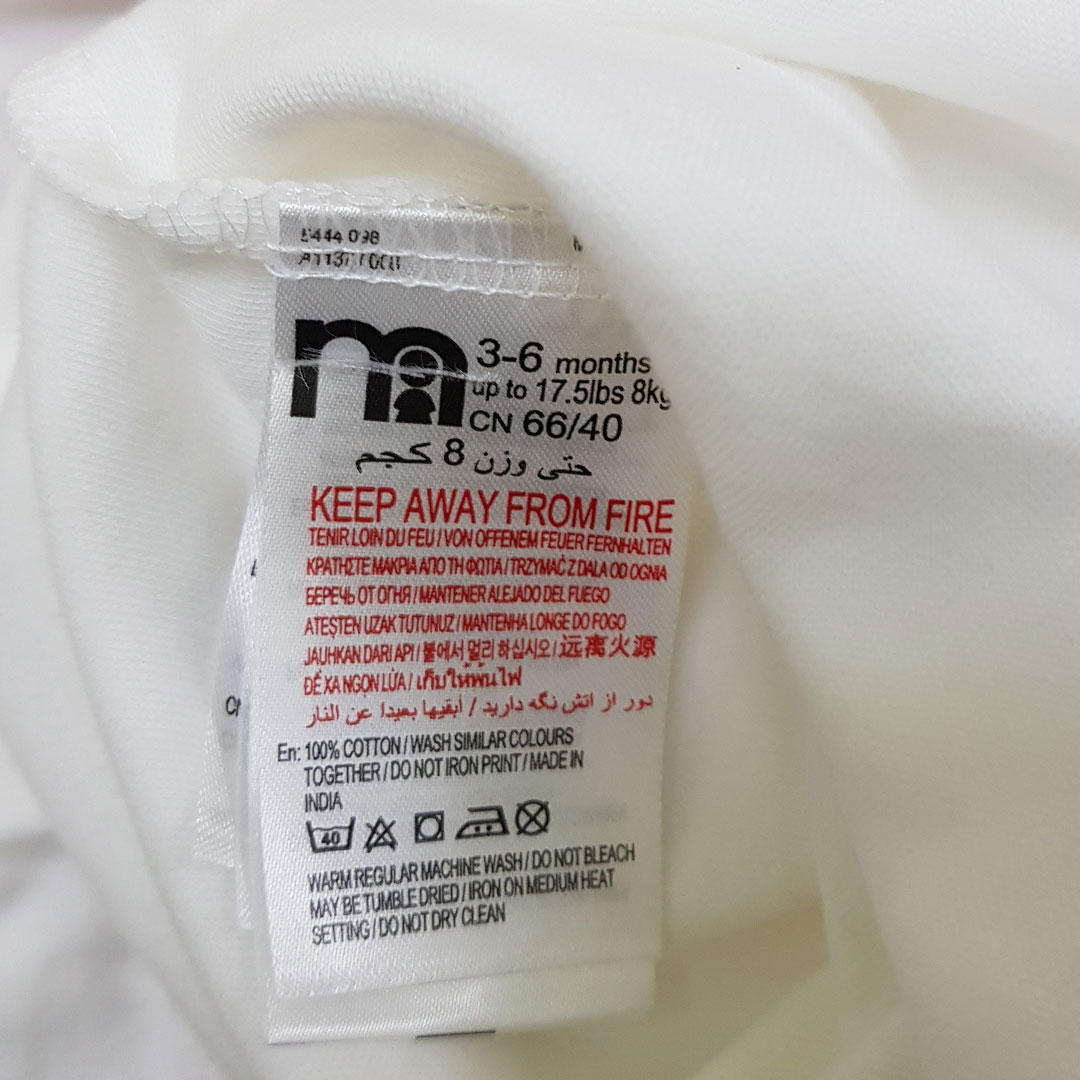 3-6 months
up to 17.5lbs 8kg
CN 66/40
حتى وزن 8 كجم
KEEP AWAY FROM FIRE
TENIR LOIN DU FEU / VON OFFENEM FEUER FERNHALTEN
ΚΡΑΤΗΣΤΕ ΜΑΚΡΙΑ ΑΠΟ ΤΗ ΦΩΤΙΑ / TRZYMAĆ Z DALA OD OGNIA
БЕРЕЧЬ ОТ ОГНЯ / MANTENER ALEJADO DEL FUEGO
ATEŞTEN UZAK TUTUNUZ / MANTENHA LONGE DO FOGO
JAUHKAN DARI API / 불에서 멀리 하십시오 / 远离火源
ĐỂ XA NGỌN LỬA / เก็บให้พ้นไฟ
دور از اتش نگه دارید / أبقيها بعيدا عن النار
En: 100% COTTON / WASH SIMILAR COLOURS
TOGETHER / DO NOT IRON PRINT / MADE IN
INDIA
40
WARM REGULAR MACHINE WASH / DO NOT BLEACH
MAY BE TUMBLE DRIED / IRON ON MEDIUM HEAT
SETTING / DO NOT DRY CLEAN